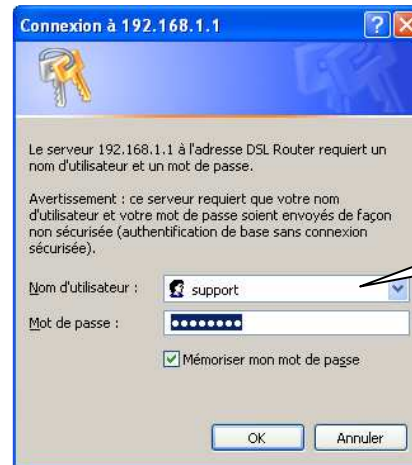 Connexion à 192.168.1.1
Le serveur 192.168.1.1 à l'adresse DSL Router requiert un
nom d'utilisateur et un mot de passe.
Avertissement : ce serveur requiert que votre nom
d'utilisateur et votre mot de passe soient envoyés de façon
non sécurisée (authentification de base sans connexion
sécurisée).
Nom d'utilisateur : support
Mot de passe : ●●●●●●●●
Mémoriser mon mot de passe
OK Annuler